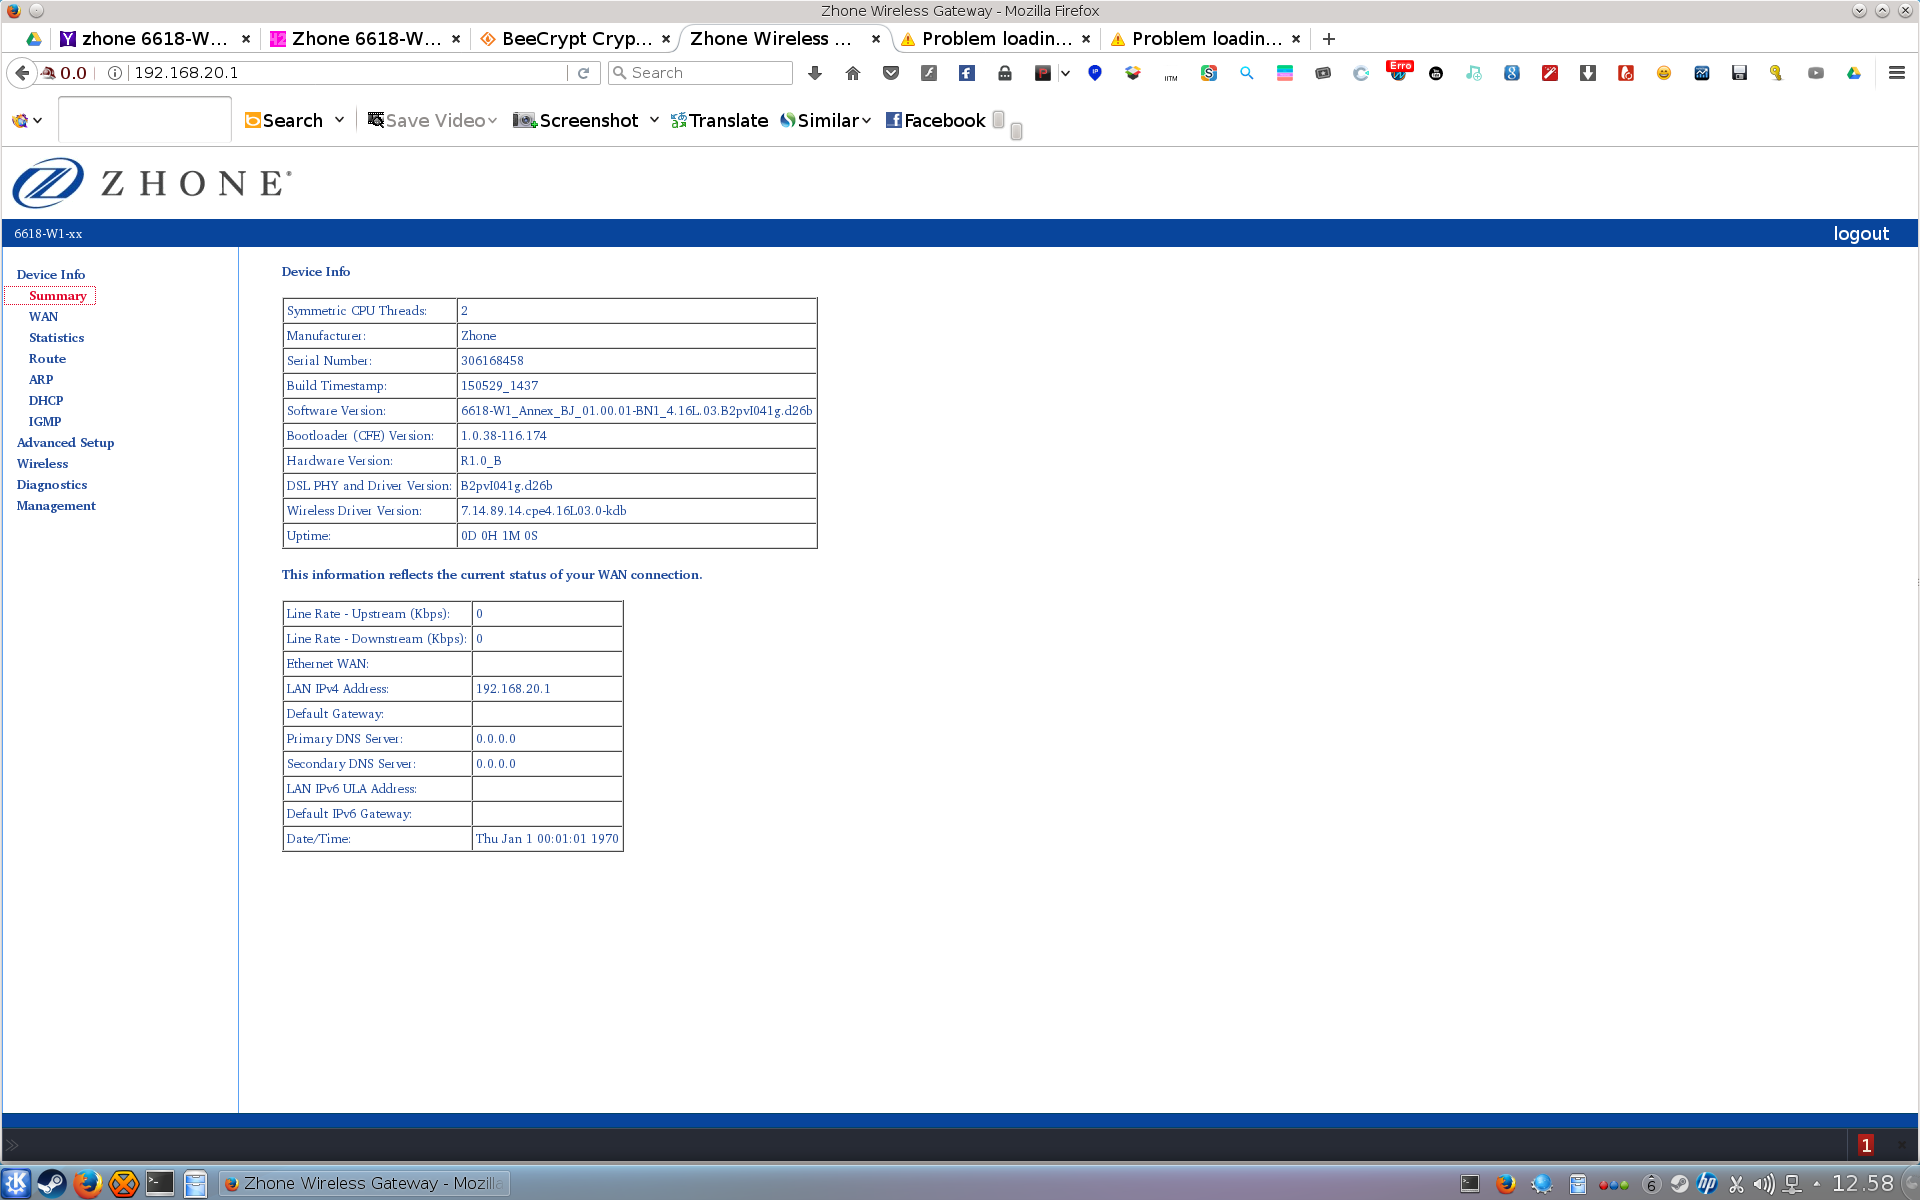 Zhone Wireless Gateway - Mozilla Firefox
zhone 6618-W... × Zhone 6618-W... × BeeCrypt Cryp... × Zhone Wireless ... × Problem loadin... × Problem loadin... × +
0.0 192.168.20.1 Search IITM Erro
Search Save Video Screenshot Translate Similar Facebook
ZHONE
6618-W1-xx logout
Device Info
Summary
WAN
Statistics
Route
ARP
DHCP
IGMP
Advanced Setup
Wireless
Diagnostics
Management
Device Info
Symmetric CPU Threads: 2
Manufacturer: Zhone
Serial Number: 306168458
Build Timestamp: 150529_1437
Software Version: 6618-W1_Annex_BJ_01.00.01-BN1_4.16L.03.B2pvI041g.d26b
Bootloader (CFE) Version: 1.0.38-116.174
Hardware Version: R1.0_B
DSL PHY and Driver Version: B2pvI041g.d26b
Wireless Driver Version: 7.14.89.14.cpe4.16L03.0-kdb
Uptime: 0D 0H 1M 0S
This information reflects the current status of your WAN connection.
Line Rate - Upstream (Kbps): 0
Line Rate - Downstream (Kbps): 0
Ethernet WAN:
LAN IPv4 Address: 192.168.20.1
Default Gateway:
Primary DNS Server: 0.0.0.0
Secondary DNS Server: 0.0.0.0
LAN IPv6 ULA Address:
Default IPv6 Gateway:
Date/Time: Thu Jan 1 00:01:01 1970
1
Zhone Wireless Gateway - Mozilla
12.58